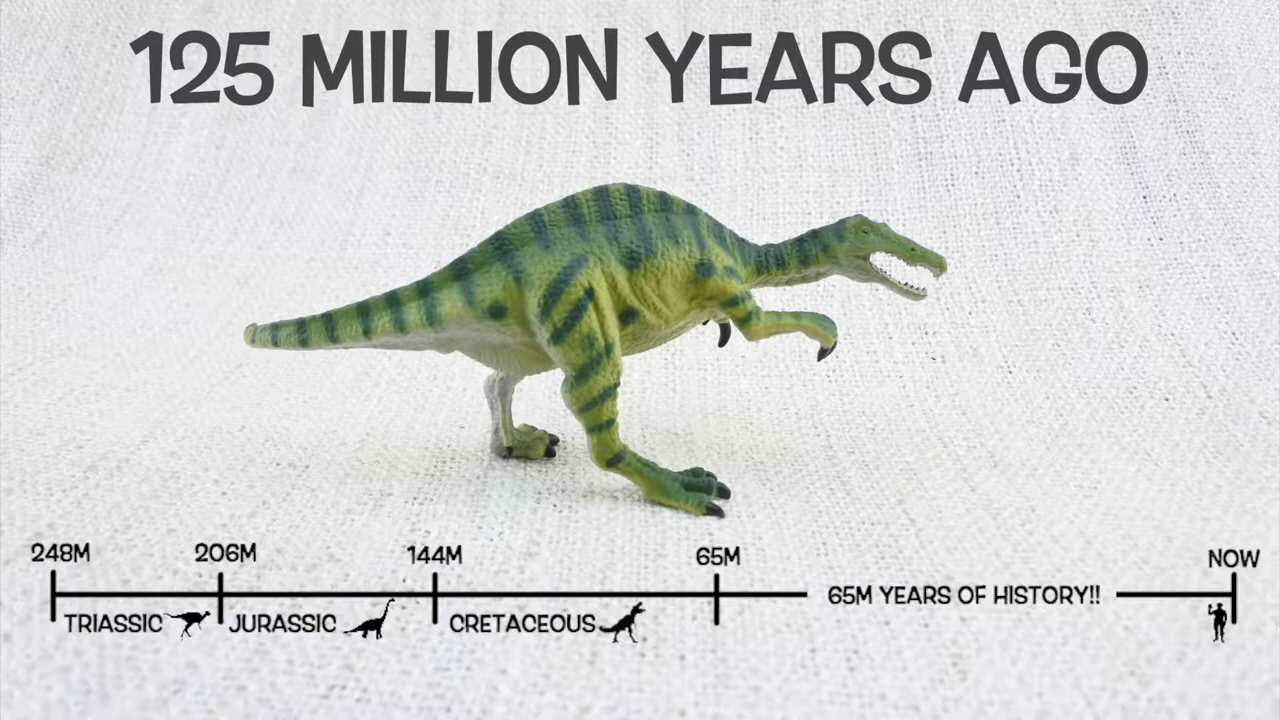 125 MILLION YEARS AGO
248M 206M 144M 65M NOW
65M YEARS OF HISTORY!!
TRIASSIC JURASSIC CRETACEOUS